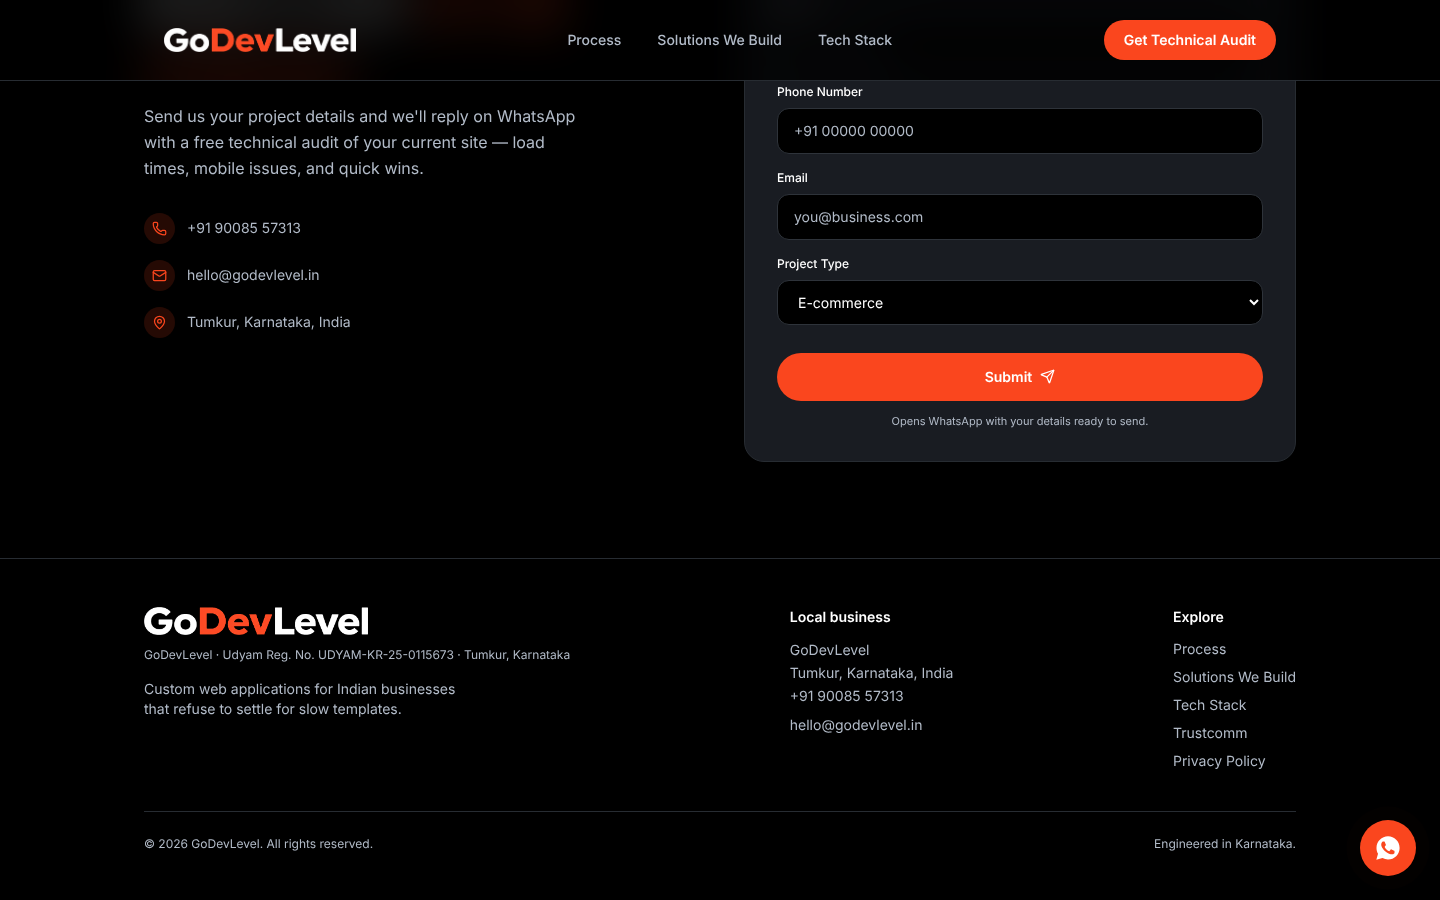 GoDevLevel
Process
Solutions We Build
Tech Stack
Get Technical Audit
Send us your project details and we'll reply on WhatsApp
with a free technical audit of your current site — load
times, mobile issues, and quick wins.
+91 90085 57313
hello@godevlevel.in
Tumkur, Karnataka, India
Phone Number
+91 00000 00000
Email
you@business.com
Project Type
E-commerce
Submit
Opens WhatsApp with your details ready to send.
GoDevLevel
GoDevLevel · Udyam Reg. No. UDYAM-KR-25-0115673 · Tumkur, Karnataka
Custom web applications for Indian businesses
that refuse to settle for slow templates.
Local business
GoDevLevel
Tumkur, Karnataka, India
+91 90085 57313
hello@godevlevel.in
Explore
Process
Solutions We Build
Tech Stack
Trustcomm
Privacy Policy
© 2026 GoDevLevel. All rights reserved.
Engineered in Karnataka.